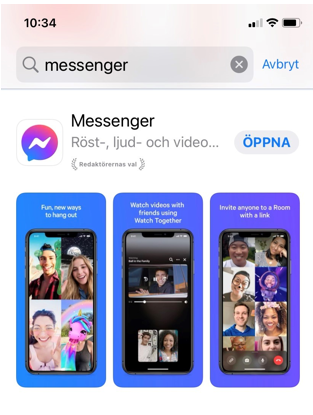 10:34
messenger
Avbryt
Messenger
Röst-, ljud- och video...
Redaktörernas val
ÖPPNA
Fun, new ways
to hang out
Watch videos with
friends using
Watch Together
Invite anyone to a Room
with a link